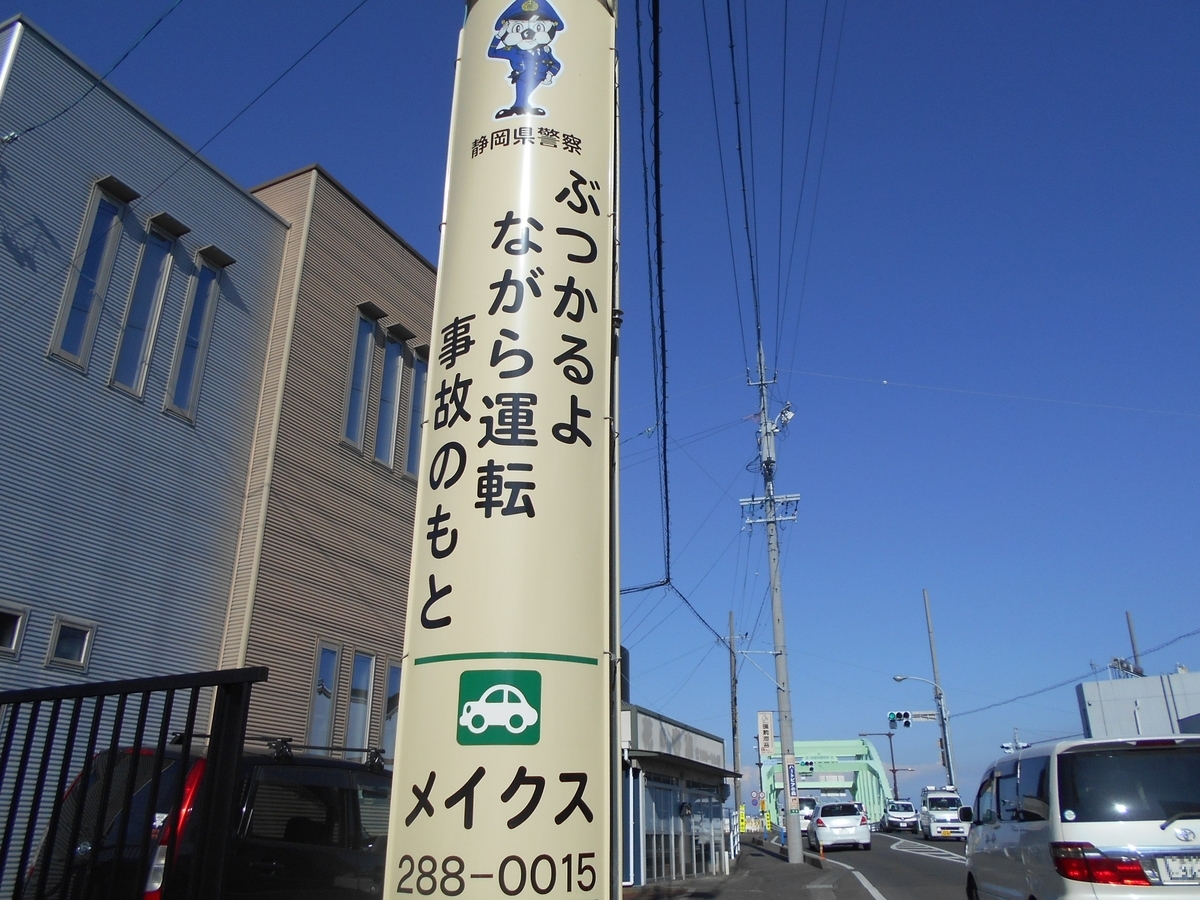 静岡県警察
ぶつかるよ
ながら運転
事故のもと
メイクス
288-0015